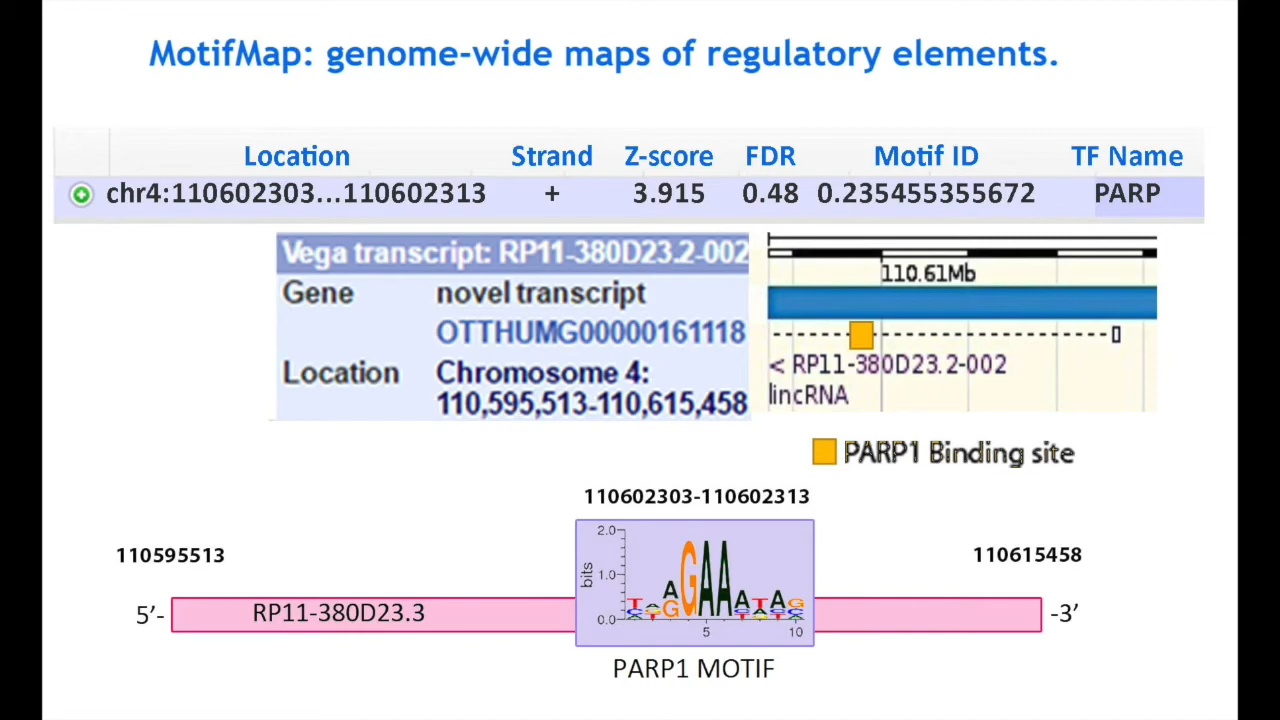 MotifMap: genome-wide maps of regulatory elements.
Location Strand Z-score FDR Motif ID TF Name
chr4:110602303...110602313 + 3.915 0.48 0.235455355672 PARP
Vega transcript: RP11-380D23.2-002
Gene novel transcript
OTTHUMG00000161118
Location Chromosome 4:
110,595,513-110,615,458
110.61Mb
< RP11-380D23.2-002
lincRNA
PARP1 Binding site
110602303-110602313
110595513
110615458
2.0
bits
1.0
0.0
GAA
5 10
5’-
RP11-380D23.3
-3’
PARP1 MOTIF